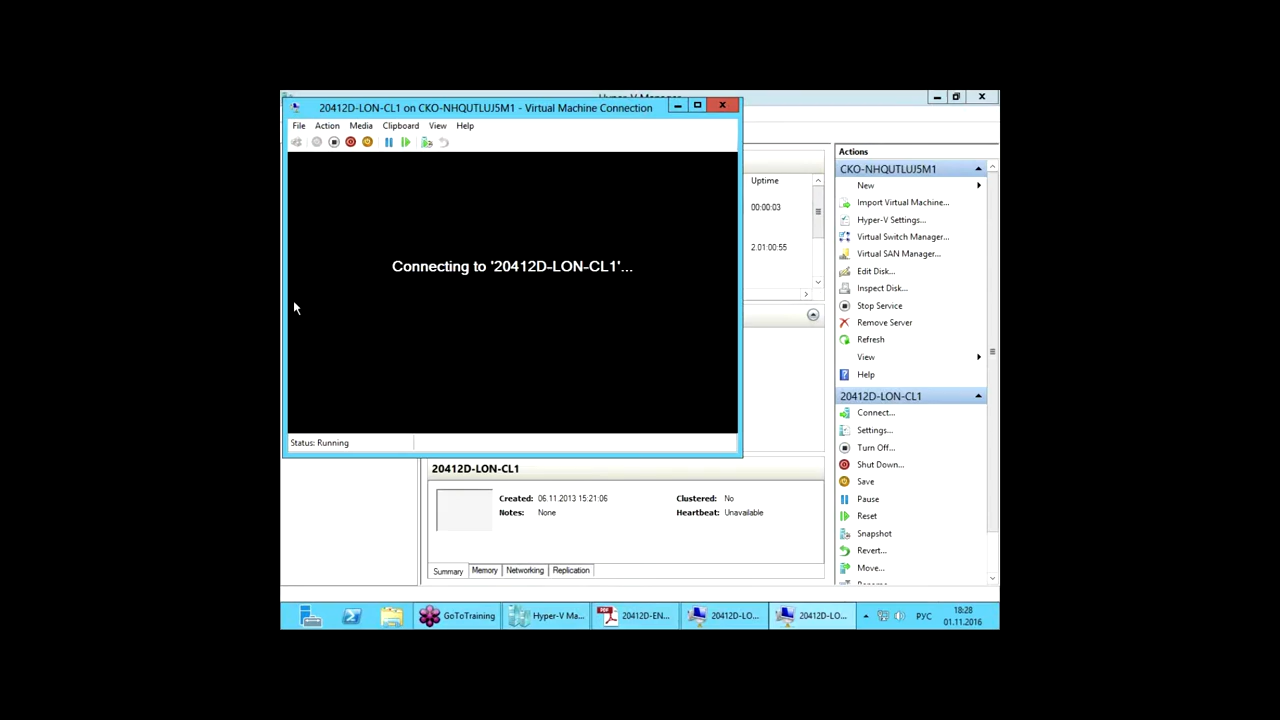 Hyper-V Manager
20412D-LON-CL1 on CKO-NHQUTLUJ5M1 - Virtual Machine Connection
File Action Media Clipboard View Help
Connecting to '20412D-LON-CL1'...
Status: Running
Uptime
00:00:03
2.01:00:55
20412D-LON-CL1
Created: 06.11.2013 15:21:06 Clustered: No
Notes: None Heartbeat: Unavailable
Summary Memory Networking Replication
Actions
CKO-NHQUTLUJ5M1
New
Import Virtual Machine...
Hyper-V Settings...
Virtual Switch Manager...
Virtual SAN Manager...
Edit Disk...
Inspect Disk...
Stop Service
Remove Server
Refresh
View
Help
20412D-LON-CL1
Connect...
Settings...
Turn Off...
Shut Down...
Save
Pause
Reset
Snapshot
Revert...
Move...
GoToTraining Hyper-V Ma... 20412D-EN... 20412D-LO... 20412D-LO... РУС 18:28
01.11.2016